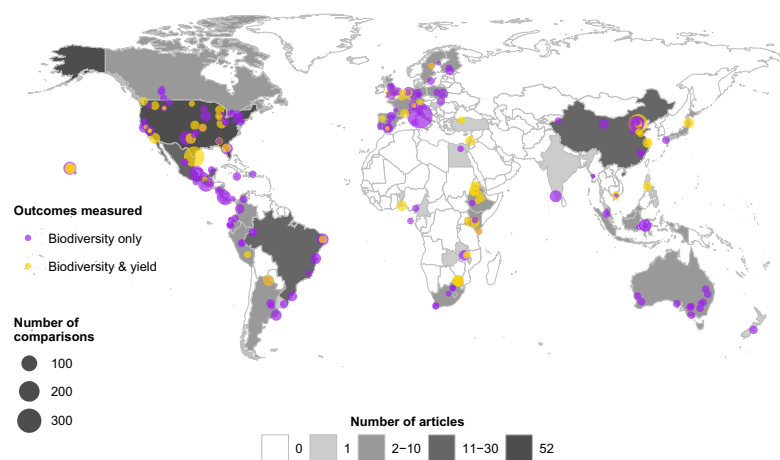 Outcomes measured
Biodiversity only
Biodiversity & yield
Number of
comparisons
100
200
300
Number of articles
0 1 2−10 11−30 52